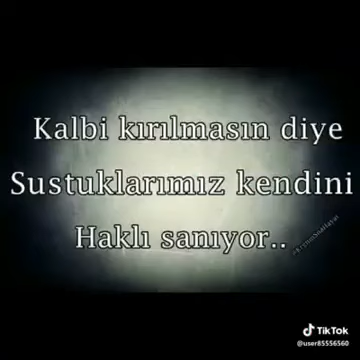 Kalbi kırılmasın diye
Sustuklarımız kendini
Haklı sanıyor..
TikTok
@user85556560